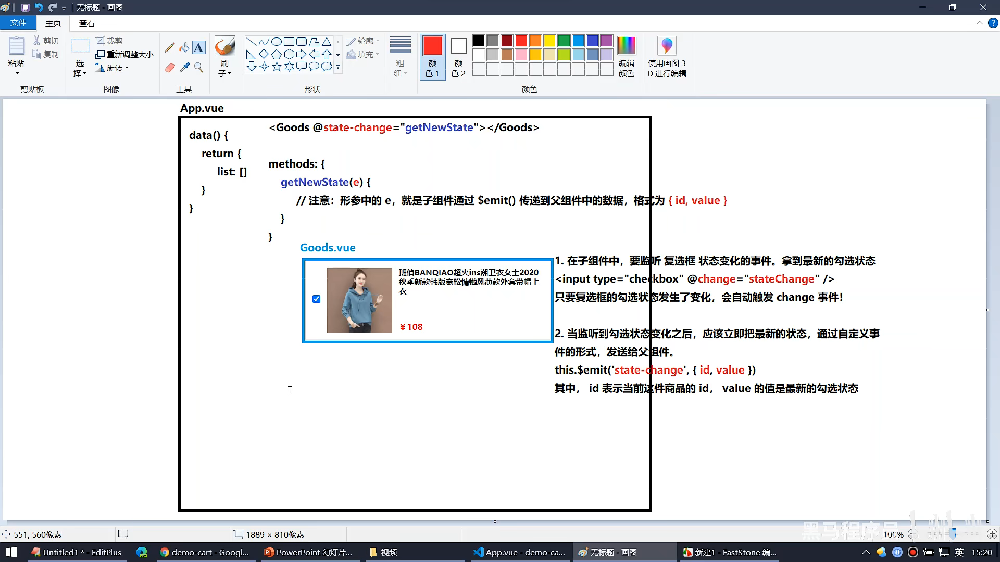 无标题 - 画图
文件
主页
查看
粘贴
剪切
复制
剪贴板
选择
裁剪
重新调整大小
旋转
图像
A
工具
刷子
形状
轮廓
填充
粗细
颜色 1
颜色 2
颜色
编辑颜色
使用画图 3D 进行编辑
App.vue
<Goods @state-change="getNewState"></Goods>
data() {
return {
list: []
}
}
methods: {
getNewState(e) {
// 注意：形参中的 e，就是子组件通过 $emit() 传递到父组件中的数据，格式为 { id, value }
}
}
Goods.vue
班俏BANQIAO超火ins潮卫衣女士2020
秋季新款韩版宽松慵懒风薄款外套带帽上
衣
￥108
1. 在子组件中，要监听 复选框 状态变化的事件。拿到最新的勾选状态
<input type="checkbox" @change="stateChange" />
只要复选框的勾选状态发生了变化，会自动触发 change 事件！
2. 当监听到勾选状态变化之后，应该立即把最新的状态，通过自定义事
件的形式，发送给父组件。
this.$emit('state-change', { id, value })
其中， id 表示当前这件商品的 id， value 的值是最新的勾选状态
551, 560像素
1889 × 810像素
黑马程序员
100%
Untitled1 * - EditPlus
demo-cart - Googl...
PowerPoint 幻灯片...
视频
App.vue - demo-ca...
无标题 - 画图
新建1 - FastStone 编...
英
15:20